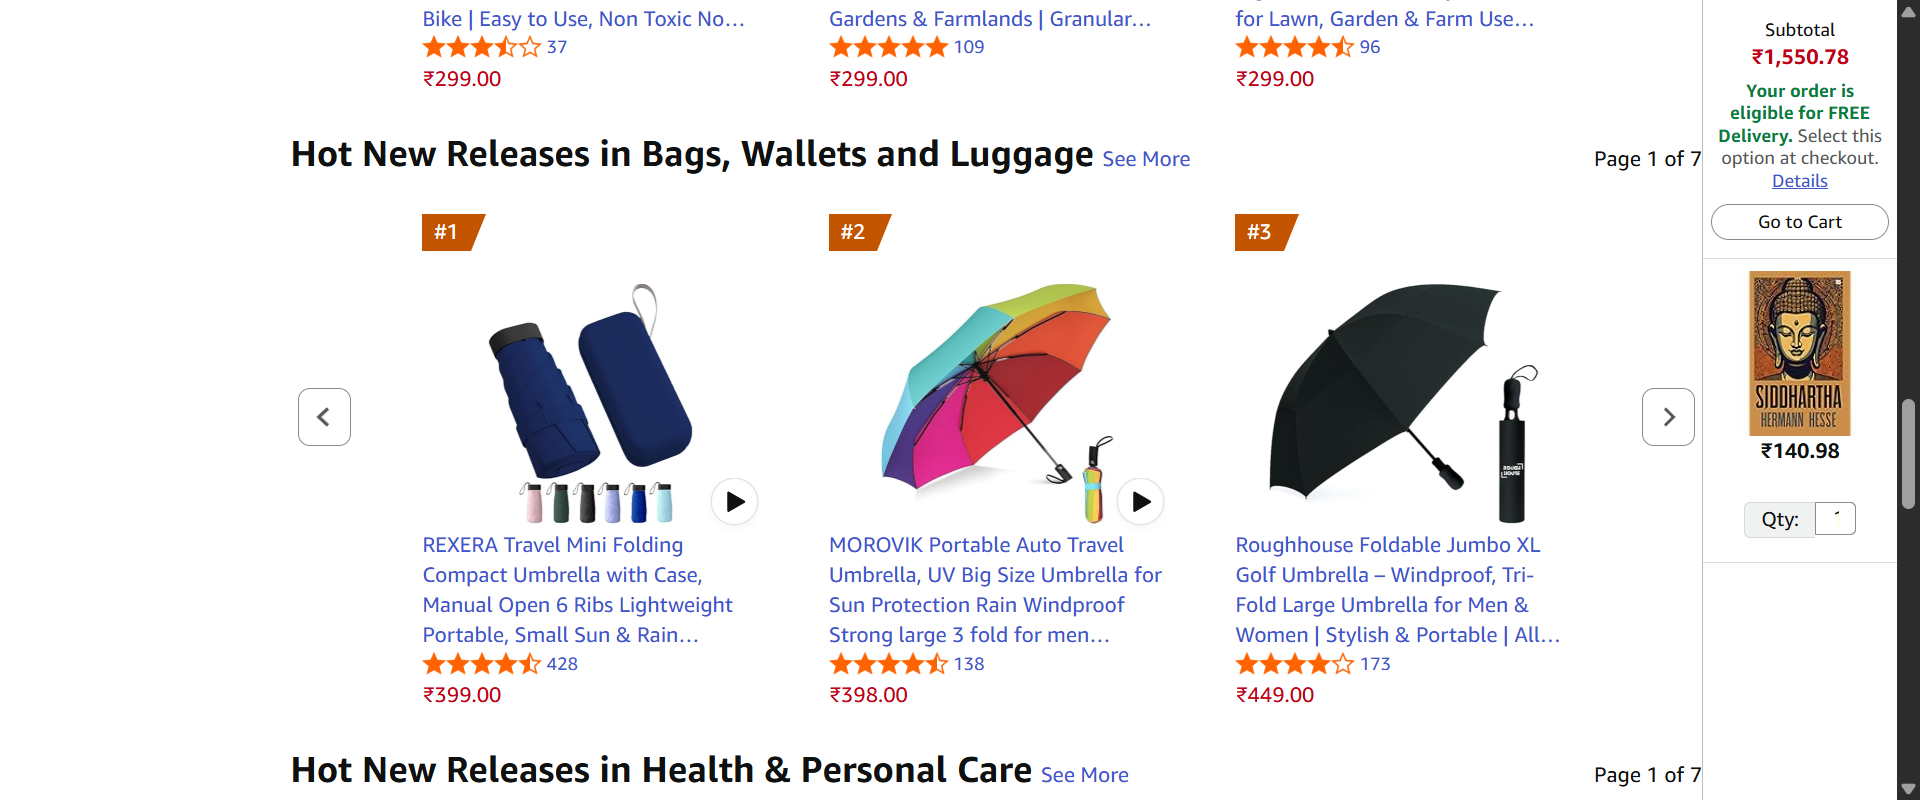 Bike | Easy to Use, Non Toxic No...
37
₹299.00
Gardens & Farmlands | Granular...
109
₹299.00
for Lawn, Garden & Farm Use...
96
₹299.00
Hot New Releases in Bags, Wallets and Luggage See More
Page 1 of 7
#1
REXERA Travel Mini Folding
Compact Umbrella with Case,
Manual Open 6 Ribs Lightweight
Portable, Small Sun & Rain...
428
₹399.00
#2
MOROVIK Portable Auto Travel
Umbrella, UV Big Size Umbrella for
Sun Protection Rain Windproof
Strong large 3 fold for men...
138
₹398.00
#3
ROUGH
HOUSE
Roughhouse Foldable Jumbo XL
Golf Umbrella – Windproof, Tri-
Fold Large Umbrella for Men &
Women | Stylish & Portable | All...
173
₹449.00
Hot New Releases in Health & Personal Care See More
Page 1 of 7
Subtotal
₹1,550.78
Your order is
eligible for FREE
Delivery. Select this
option at checkout.
Details
Go to Cart
SIDDHARTHA
HERMANN HESSE
₹140.98
Qty: